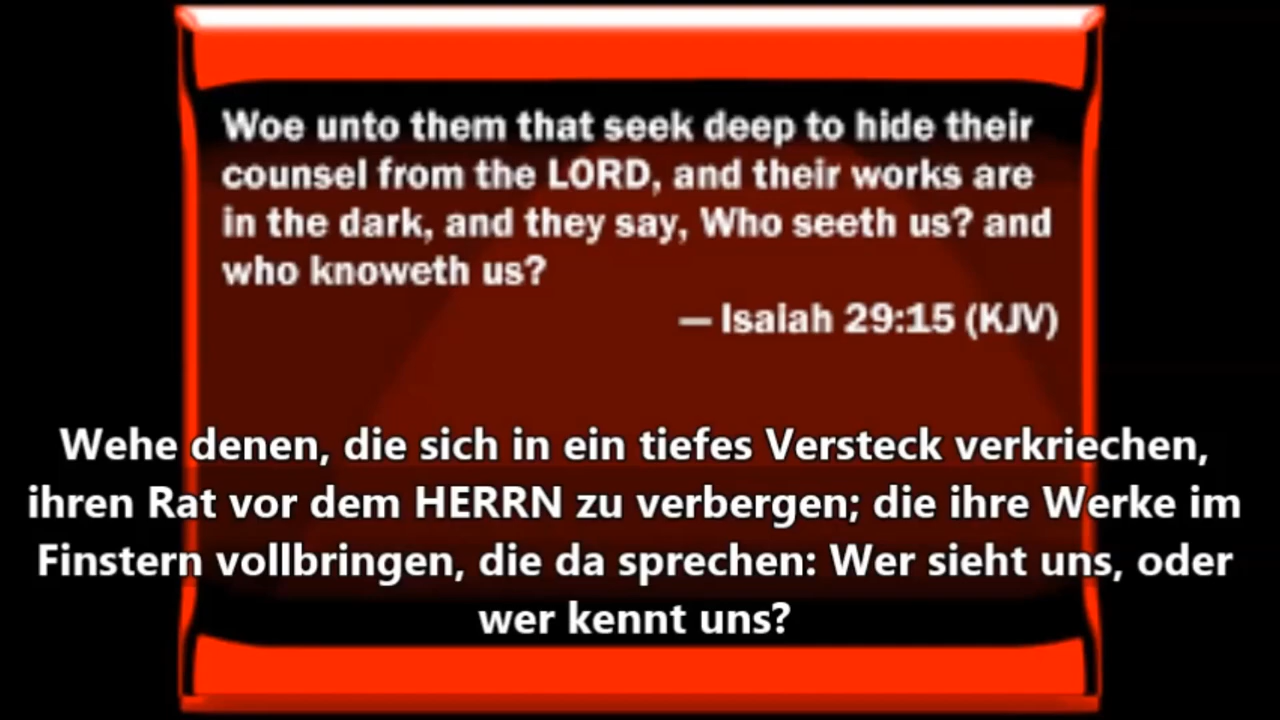 Woe unto them that seek deep to hide their
counsel from the LORD, and their works are
in the dark, and they say, Who seeth us? and
who knoweth us?
— Isaiah 29:15 (KJV)
Wehe denen, die sich in ein tiefes Versteck verkriechen,
ihren Rat vor dem HERRN zu verbergen; die ihre Werke im
Finstern vollbringen, die da sprechen: Wer sieht uns, oder
wer kennt uns?